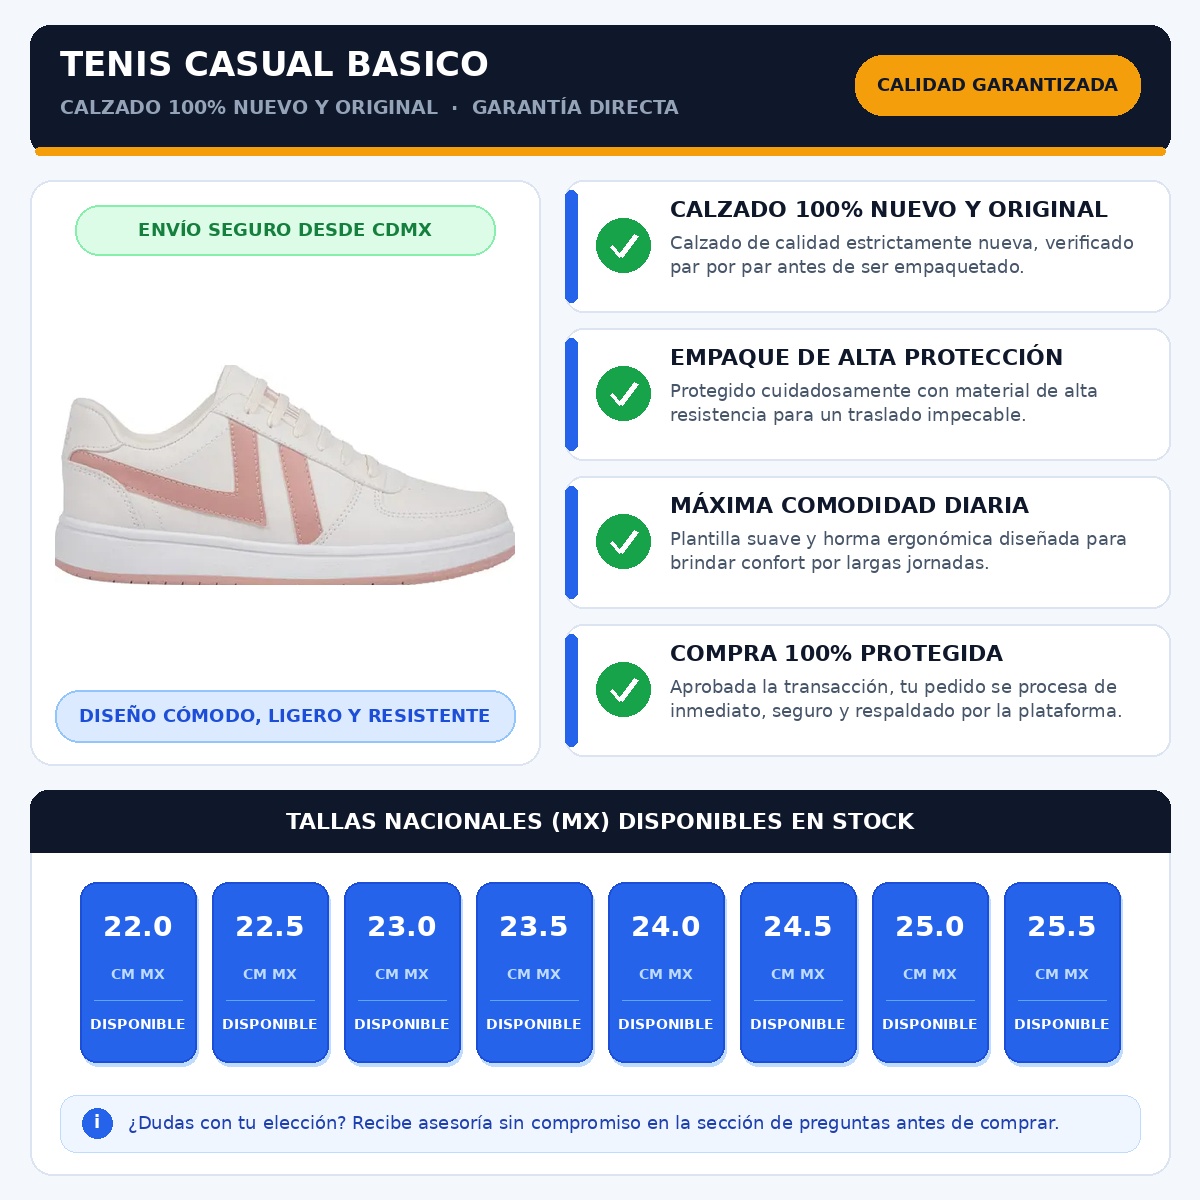 TENIS CASUAL BASICO
CALZADO 100% NUEVO Y ORIGINAL · GARANTÍA DIRECTA
CALIDAD GARANTIZADA
ENVÍO SEGURO DESDE CDMX
DISEÑO CÓMODO, LIGERO Y RESISTENTE
CALZADO 100% NUEVO Y ORIGINAL
Calzado de calidad estrictamente nueva, verificado
par por par antes de ser empaquetado.
EMPAQUE DE ALTA PROTECCIÓN
Protegido cuidadosamente con material de alta
resistencia para un traslado impecable.
MÁXIMA COMODIDAD DIARIA
Plantilla suave y horma ergonómica diseñada para
brindar confort por largas jornadas.
COMPRA 100% PROTEGIDA
Aprobada la transacción, tu pedido se procesa de
inmediato, seguro y respaldado por la plataforma.
TALLAS NACIONALES (MX) DISPONIBLES EN STOCK
22.0 22.5 23.0 23.5 24.0 24.5 25.0 25.5
CM MX CM MX CM MX CM MX CM MX CM MX CM MX CM MX
DISPONIBLE DISPONIBLE DISPONIBLE DISPONIBLE DISPONIBLE DISPONIBLE DISPONIBLE DISPONIBLE
i ¿Dudas con tu elección? Recibe asesoría sin compromiso en la sección de preguntas antes de comprar.